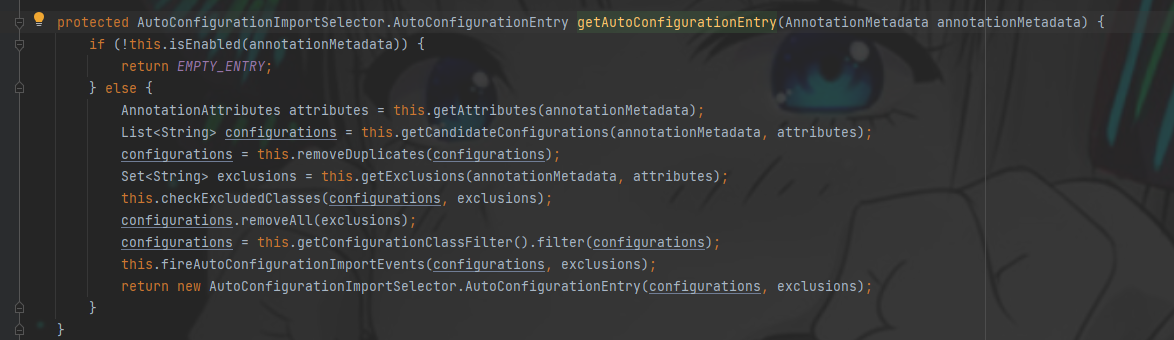 protected AutoConfigurationImportSelector.AutoConfigurationEntry getAutoConfigurationEntry(AnnotationMetadata annotationMetadata) {
    if (!this.isEnabled(annotationMetadata)) {
        return EMPTY_ENTRY;
    } else {
        AnnotationAttributes attributes = this.getAttributes(annotationMetadata);
        List<String> configurations = this.getCandidateConfigurations(annotationMetadata, attributes);
        configurations = this.removeDuplicates(configurations);
        Set<String> exclusions = this.getExclusions(annotationMetadata, attributes);
        this.checkExcludedClasses(configurations, exclusions);
        configurations.removeAll(exclusions);
        configurations = this.getConfigurationClassFilter().filter(configurations);
        this.fireAutoConfigurationImportEvents(configurations, exclusions);
        return new AutoConfigurationImportSelector.AutoConfigurationEntry(configurations, exclusions);
    }
}